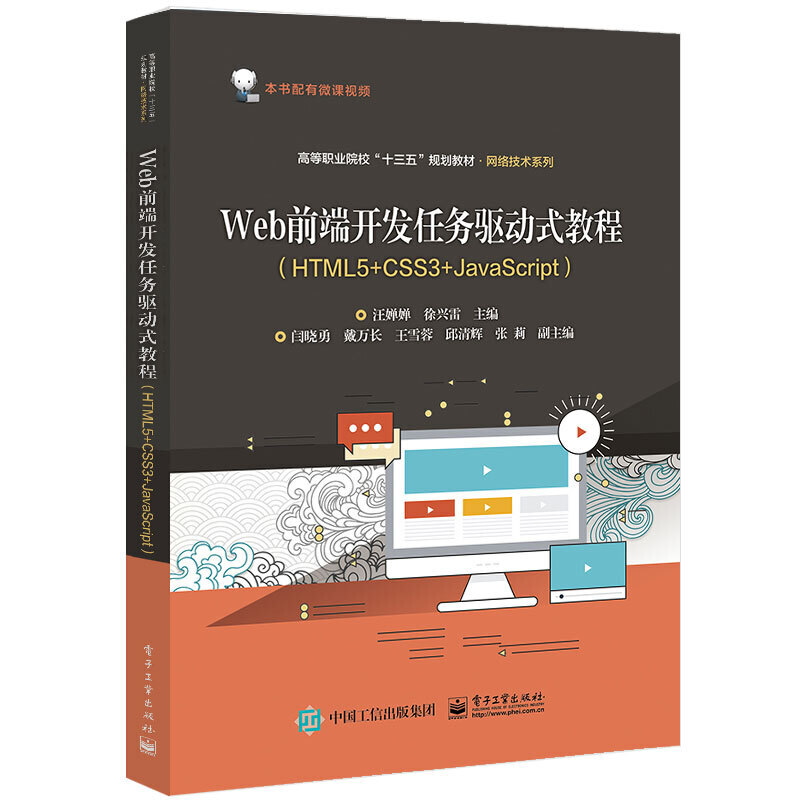 高等职业院校“十三五”
规划教材·网络技术系列
Web前端开发任务驱动式教程
(HTML5+CSS3+JavaScript)
电子工业出版社
本书配有微课视频
高等职业院校“十三五”规划教材·网络技术系列
Web前端开发任务驱动式教程
(HTML5+CSS3+JavaScript)
汪婵婵 徐兴雷 主编
闫晓勇 戴万长 王雪蓉 邱清辉 张 莉 副主编
中国工信出版集团
电子工业出版社
PUBLISHING HOUSE OF ELECTRONICS INDUSTRY
http://www.phei.com.cn